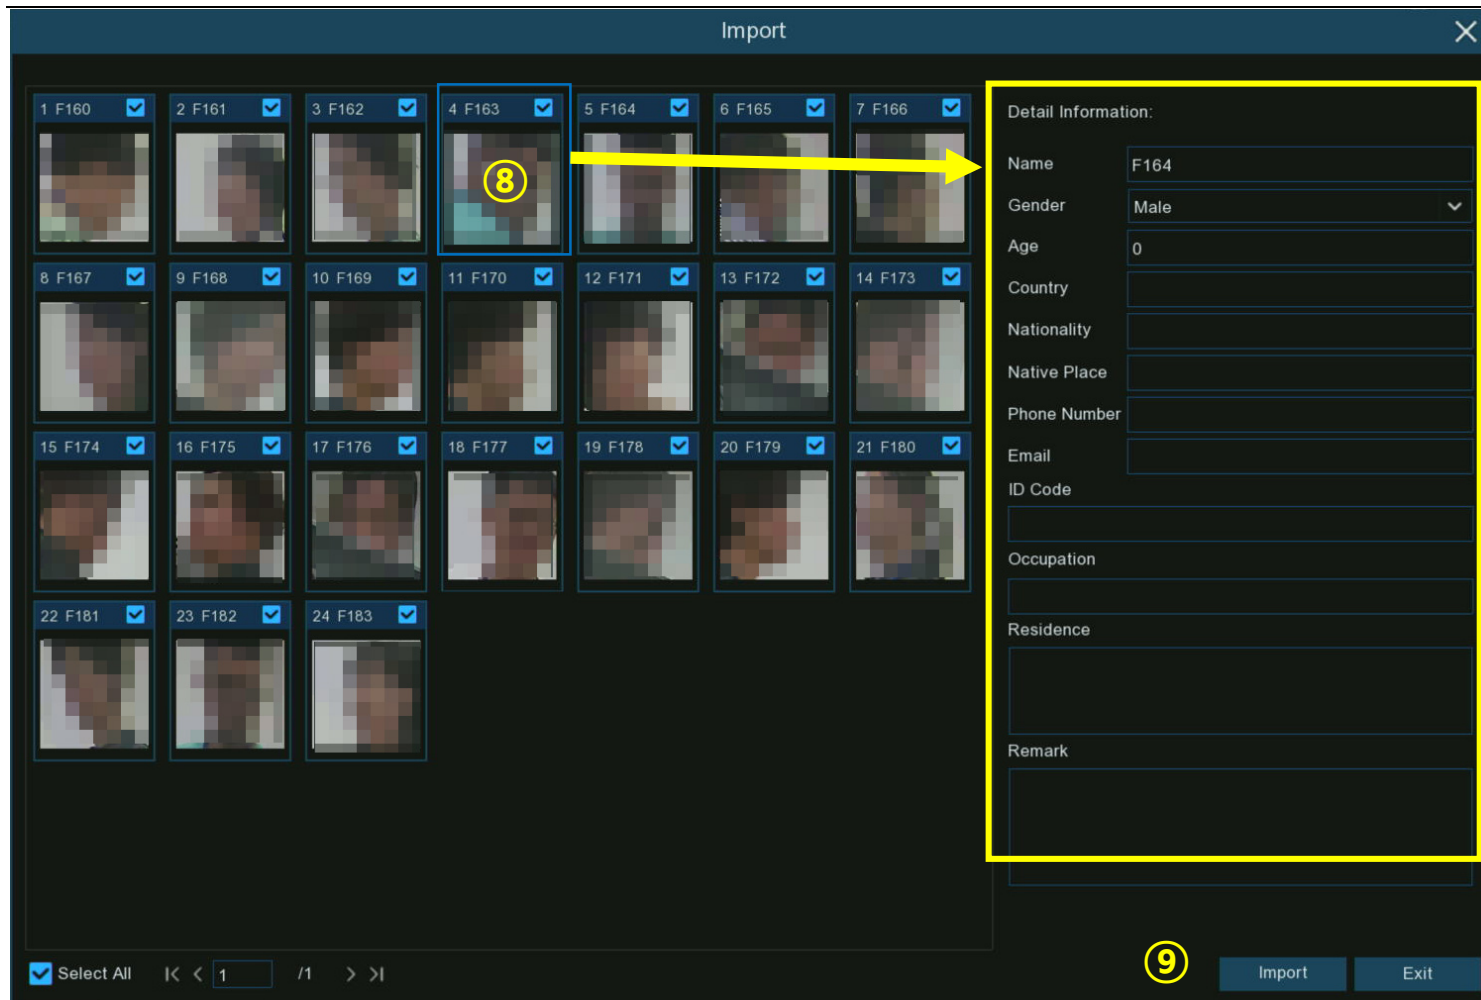 Import
1 F160
2 F161
3 F162
4 F163
5 F164
6 F165
7 F166
⑧
8 F167
9 F168
10 F169
11 F170
12 F171
13 F172
14 F173
15 F174
16 F175
17 F176
18 F177
19 F178
20 F179
21 F180
22 F181
23 F182
24 F183
Select All
1 /1
Detail Information:
Name F164
Gender Male
Age 0
Country
Nationality
Native Place
Phone Number
Email
ID Code
Occupation
Residence
Remark
⑨
Import Exit